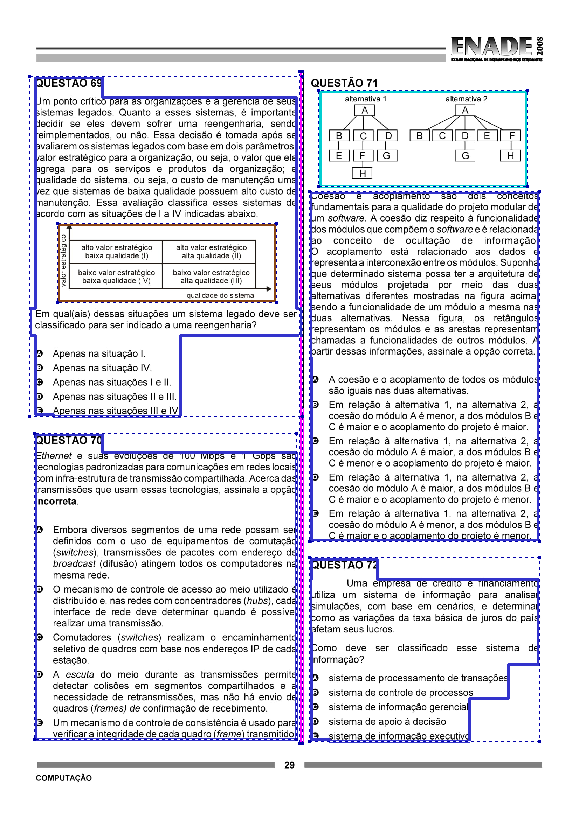 ENADE 2008
EXAME NACIONAL DE DESEMPENHO DOS ESTUDANTES
QUESTÃO 69
Um ponto crítico para as organizações é a gerência de seus
sistemas legados. Quanto a esses sistemas, é importante
decidir se eles devem sofrer uma reengenharia, sendo
reimplementados, ou não. Essa decisão é tomada após se
avaliarem os sistemas legados com base em dois parâmetros:
valor estratégico para a organização, ou seja, o valor que ele
agrega para os serviços e produtos da organização; e
qualidade do sistema, ou seja, o custo de manutenção uma
vez que sistemas de baixa qualidade possuem alto custo de
manutenção. Essa avaliação classifica esses sistemas de
acordo com as situações de I a IV indicadas abaixo.
valor estratégico
alto valor estratégico
baixa qualidade (I)
alto valor estratégico
alta qualidade (II)
baixo valor estratégico
baixa qualidade (IV)
baixo valor estratégico
alta qualidade (III)
qualidade do sistema
Em qual(ais) dessas situações um sistema legado deve ser
classificado para ser indicado a uma reengenharia?
A Apenas na situação I.
B Apenas na situação IV.
C Apenas nas situações I e II.
D Apenas nas situações II e III.
E Apenas nas situações III e IV.
QUESTÃO 70
Ethernet e suas evoluções de 100 Mbps e 1 Gbps são
tecnologias padronizadas para comunicações em redes locais
com infra-estrutura de transmissão compartilhada. Acerca das
transmissões que usam essas tecnologias, assinale a opção
incorreta.
A Embora diversos segmentos de uma rede possam ser
definidos com o uso de equipamentos de comutação
(switches), transmissões de pacotes com endereço de
broadcast (difusão) atingem todos os computadores na
mesma rede.
B O mecanismo de controle de acesso ao meio utilizado é
distribuído e, nas redes com concentradores (hubs), cada
interface de rede deve determinar quando é possível
realizar uma transmissão.
C Comutadores (switches) realizam o encaminhamento
seletivo de quadros com base nos endereços IP de cada
estação.
D A escuta do meio durante as transmissões permite
detectar colisões em segmentos compartilhados e a
necessidade de retransmissões, mas não há envio de
quadros (frames) de confirmação de recebimento.
E Um mecanismo de controle de consistência é usado para
verificar a integridade de cada quadro (frame) transmitido.
QUESTÃO 71
alternativa 1 alternativa 2
A A
B C D B C D E F
E F G G H
H
Coesão e acoplamento são dois conceitos
fundamentais para a qualidade do projeto modular de
um software. A coesão diz respeito à funcionalidade
dos módulos que compõem o software e é relacionada
ao conceito de ocultação de informação.
O acoplamento está relacionado aos dados e
representa a interconexão entre os módulos. Suponha
que determinado sistema possa ter a arquitetura de
seus módulos projetada por meio das duas
alternativas diferentes mostradas na figura acima,
sendo a funcionalidade de um módulo a mesma nas
duas alternativas. Nessa figura, os retângulos
representam os módulos e as arestas representam
chamadas a funcionalidades de outros módulos. A
partir dessas informações, assinale a opção correta.
A A coesão e o acoplamento de todos os módulos
são iguais nas duas alternativas.
B Em relação à alternativa 1, na alternativa 2, a
coesão do módulo A é menor, a dos módulos B e
C é maior e o acoplamento do projeto é maior.
C Em relação à alternativa 1, na alternativa 2, a
coesão do módulo A é menor, a dos módulos B e
C é menor e o acoplamento do projeto é maior.
D Em relação à alternativa 1, na alternativa 2, a
coesão do módulo A é maior, a dos módulos B e
C é maior e o acoplamento do projeto é menor.
E Em relação à alternativa 1, na alternativa 2, a
coesão do módulo A é menor, a dos módulos B e
C é maior e o acoplamento do projeto é menor.
QUESTÃO 72
Uma empresa de crédito e financiamento
utiliza um sistema de informação para analisar
simulações, com base em cenários, e determinar
como as variações da taxa básica de juros do país
afetam seus lucros.
Como deve ser classificado esse sistema de
informação?
A sistema de processamento de transações
B sistema de controle de processos
C sistema de informação gerencial
D sistema de apoio à decisão
E sistema de informação executivo
29
COMPUTAÇÃO